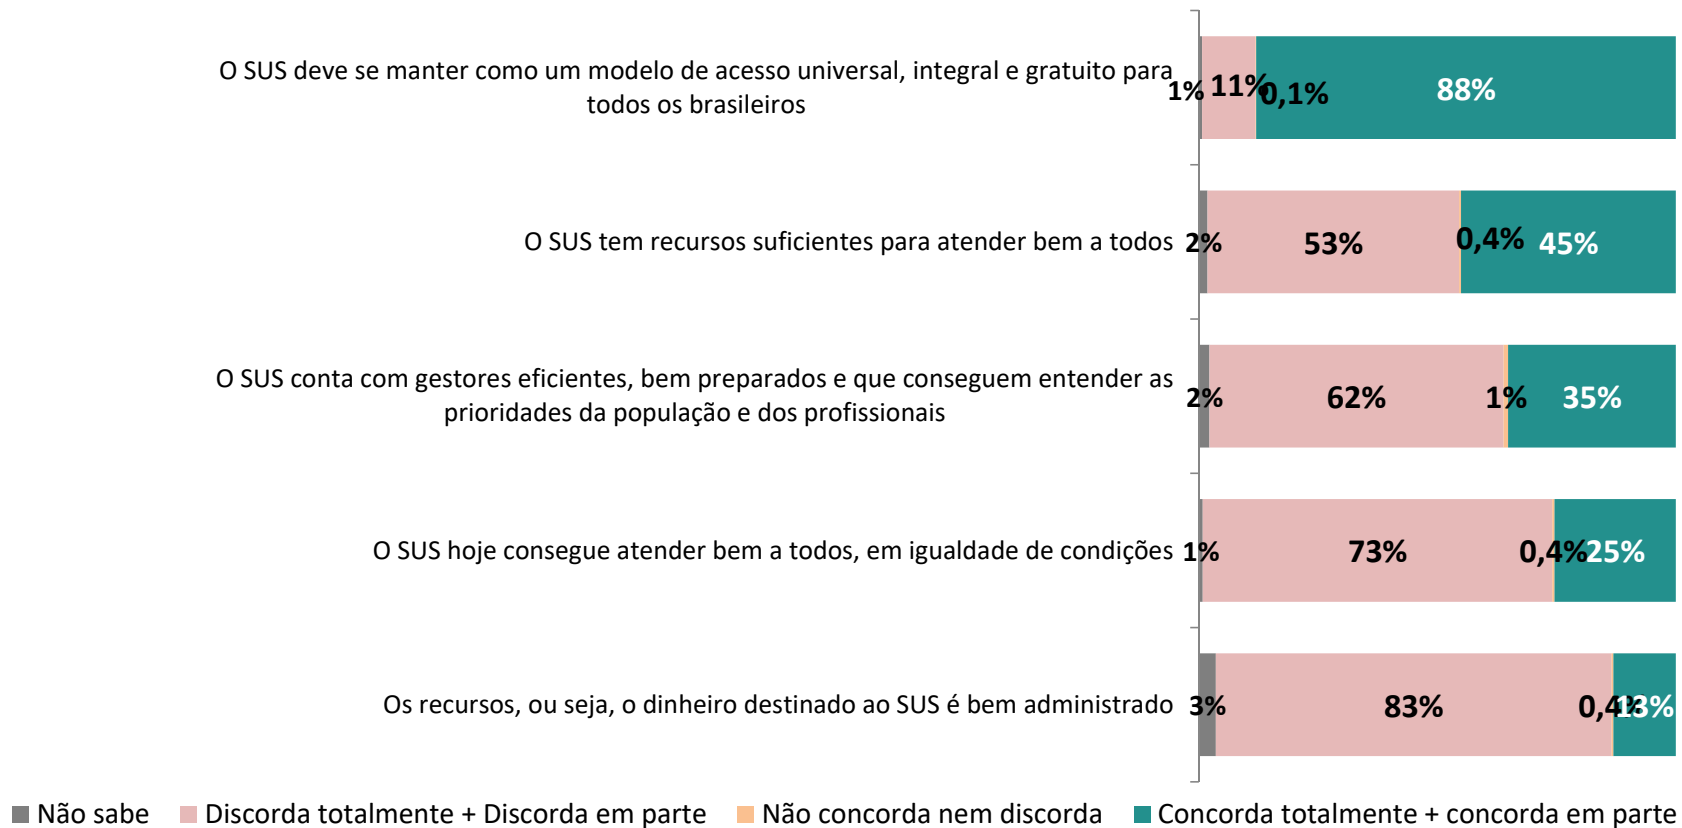 O SUS deve se manter como um modelo de acesso universal, integral e gratuito para
todos os brasileiros
1% 11% 0,1% 88%
O SUS tem recursos suficientes para atender bem a todos
2% 53% 0,4% 45%
O SUS conta com gestores eficientes, bem preparados e que conseguem entender as
prioridades da população e dos profissionais
2% 62% 1% 35%
O SUS hoje consegue atender bem a todos, em igualdade de condições
1% 73% 0,4% 25%
Os recursos, ou seja, o dinheiro destinado ao SUS é bem administrado
3% 83% 0,4% 13%
Não sabe Discorda totalmente + Discorda em parte Não concorda nem discorda Concorda totalmente + concorda em parte